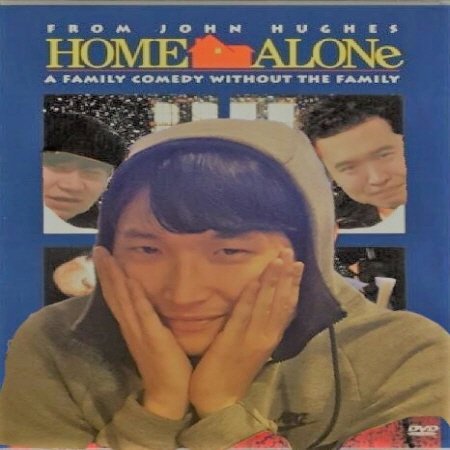 FROM JOHN HUGHES
HOME ALONe
A FAMILY COMEDY WITHOUT THE FAMILY
DVD